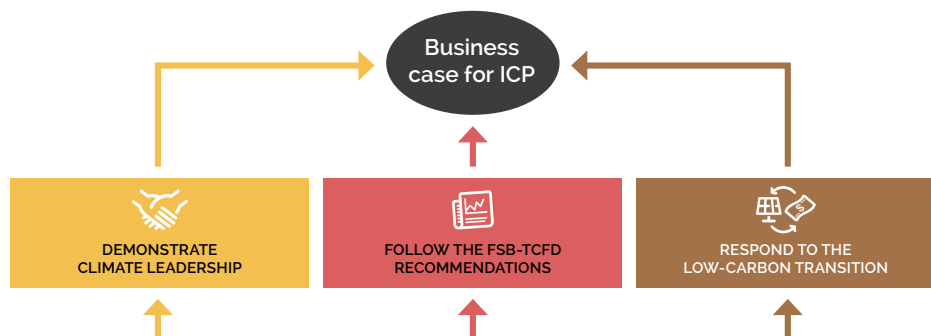 Business
case for ICP
DEMONSTRATE
CLIMATE LEADERSHIP
FOLLOW THE FSB-TCFD
RECOMMENDATIONS
$
RESPOND TO THE
LOW-CARBON TRANSITION